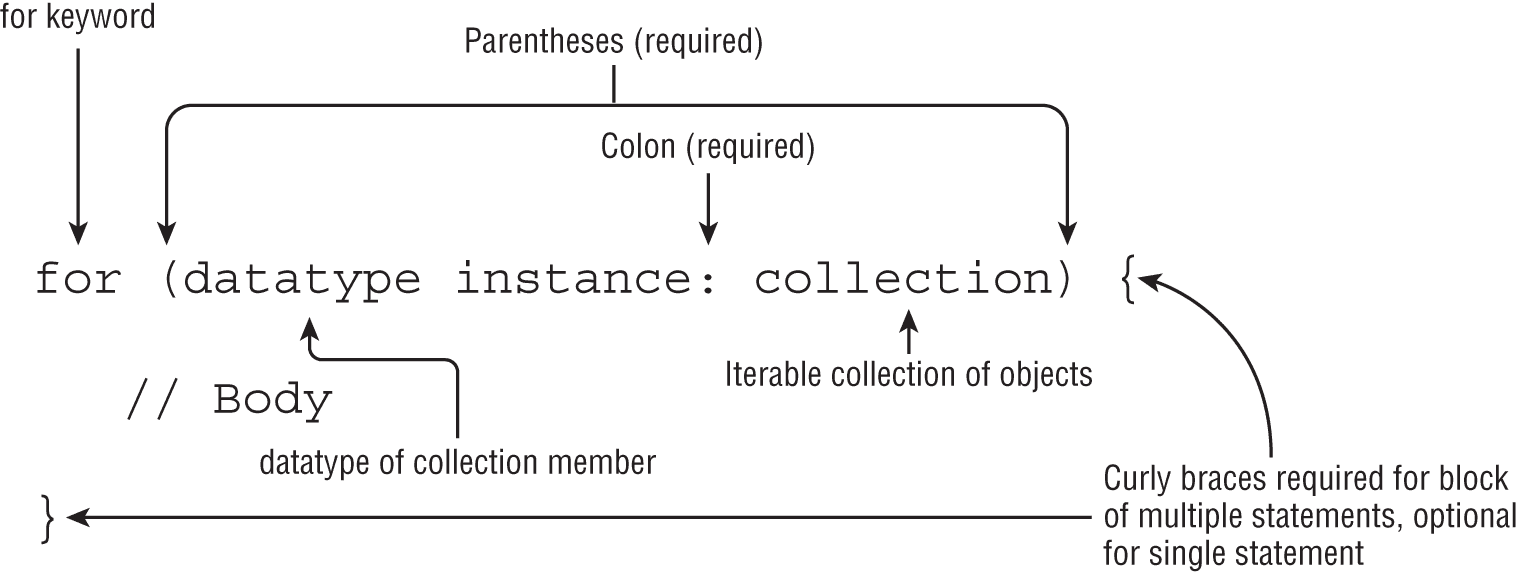 for keyword
Parentheses (required)
Colon (required)
for (datatype instance: collection) {
Iterable collection of objects
// Body
datatype of collection member
Curly braces required for block
of multiple statements, optional
for single statement
}